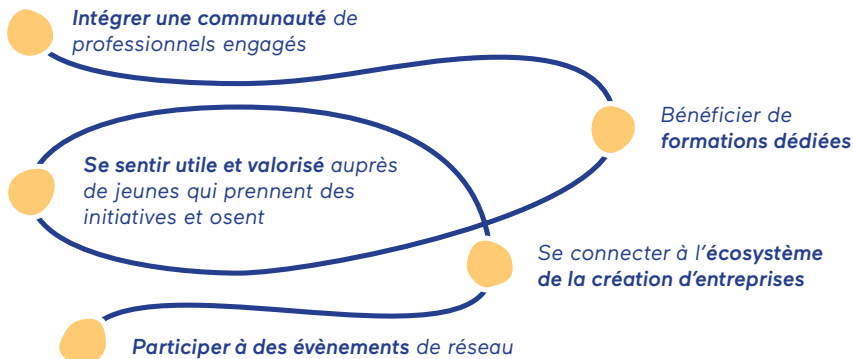 Intégrer une communauté de
professionnels engagés
Bénéficier de
formations dédiées
Se sentir utile et valorisé auprès
de jeunes qui prennent des
initiatives et osent
Se connecter à l’écosystème
de la création d’entreprises
Participer à des évènements de réseau